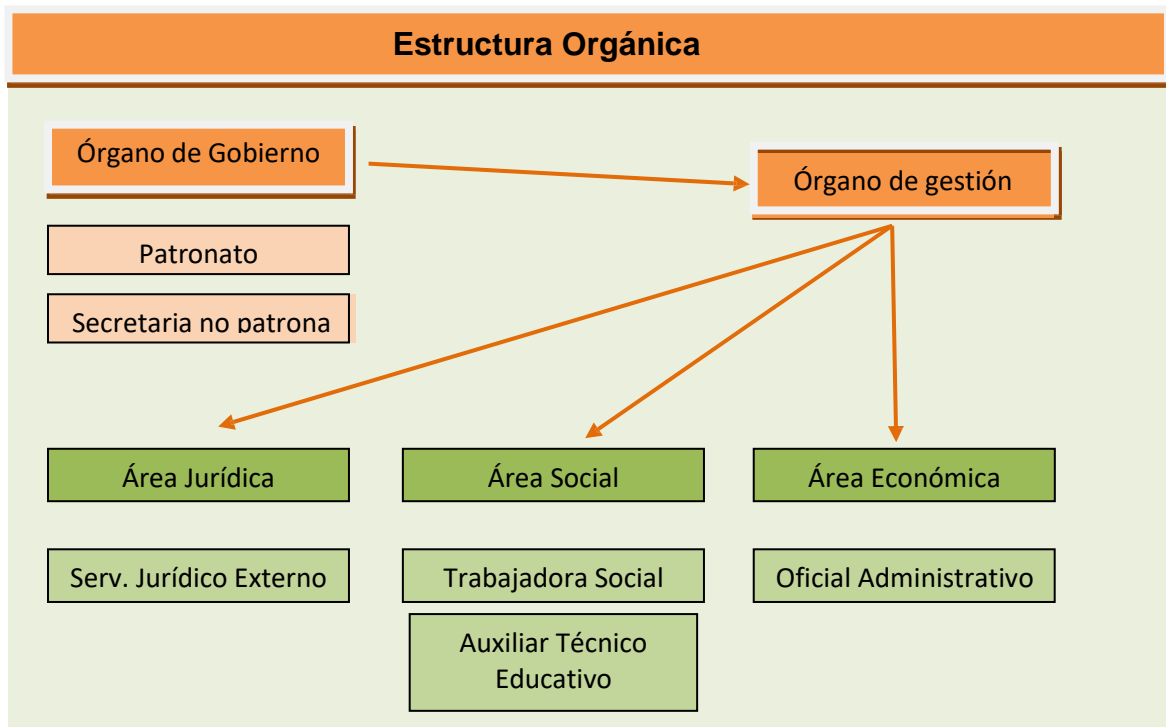 Estructura Orgánica
Órgano de Gobierno
Órgano de gestión
Patronato
Secretaria no patrona
Área Jurídica
Área Social
Área Económica
Serv. Jurídico Externo
Trabajadora Social
Oficial Administrativo
Auxiliar Técnico
Educativo